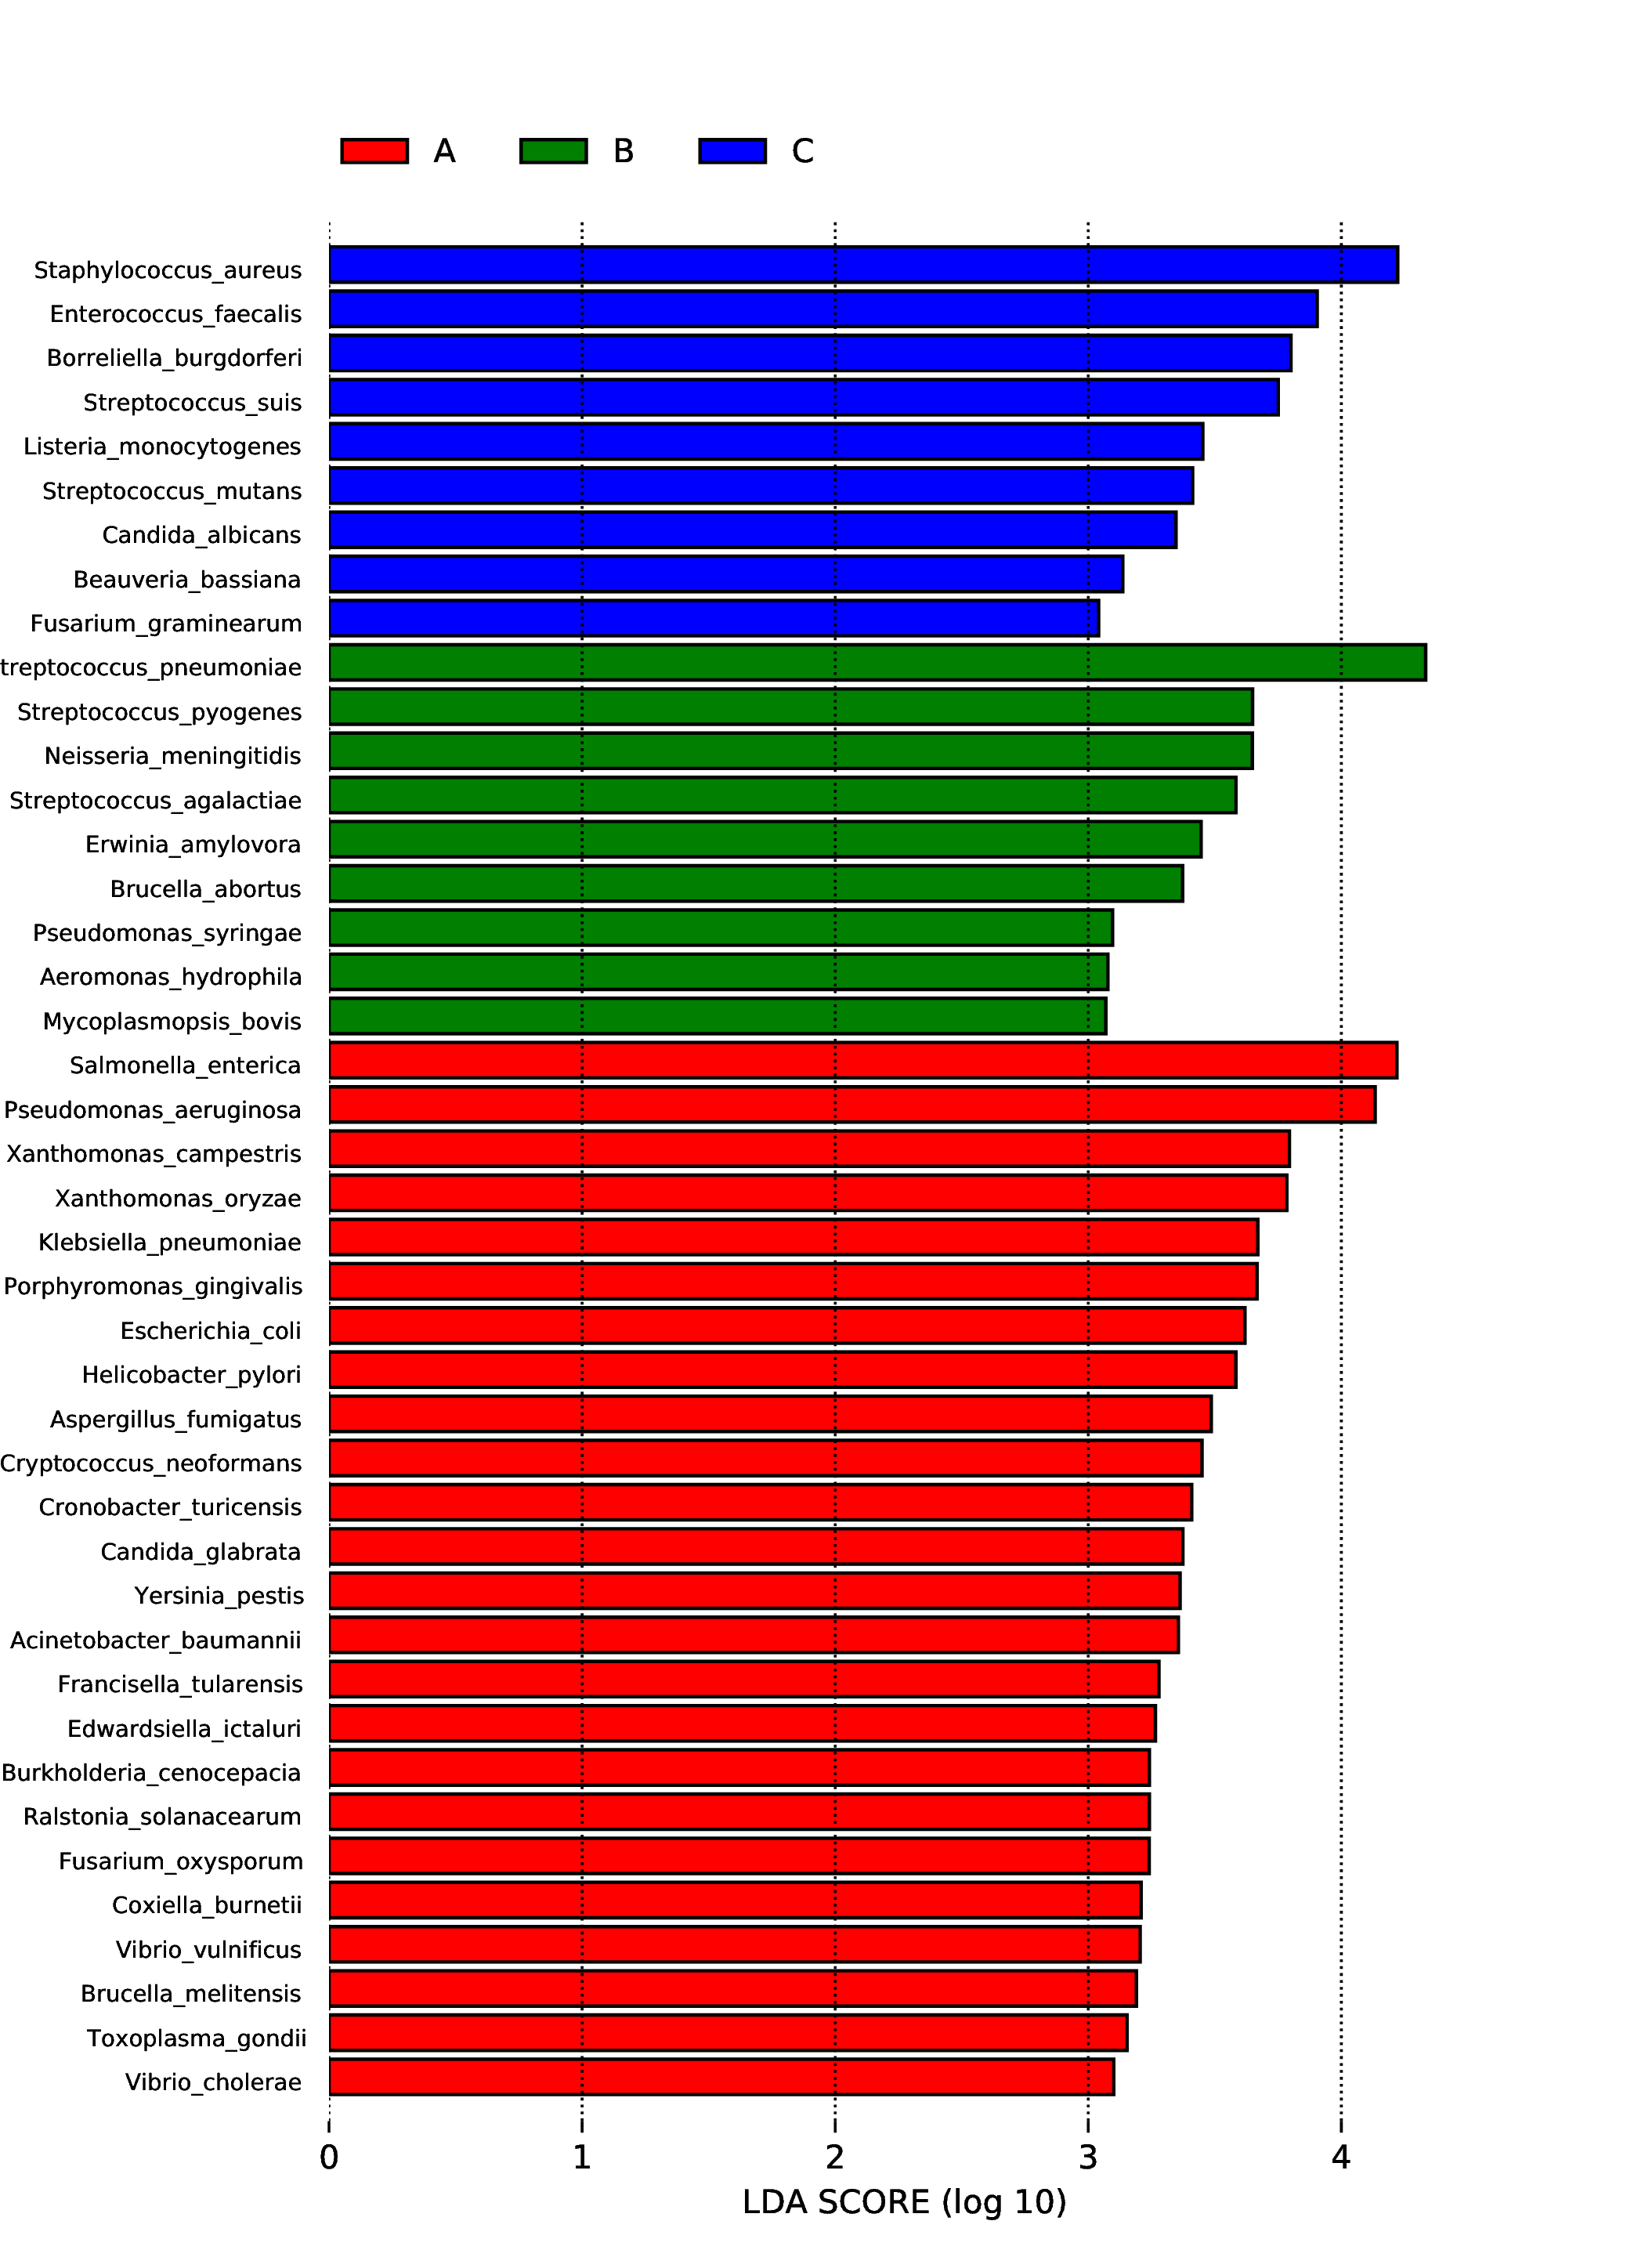 A B C
Staphylococcus_aureus
Enterococcus_faecalis
Borreliella_burgdorferi
Streptococcus_suis
Listeria_monocytogenes
Streptococcus_mutans
Candida_albicans
Beauveria_bassiana
Fusarium_graminearum
treptococcus_pneumoniae
Streptococcus_pyogenes
Neisseria_meningitidis
Streptococcus_agalactiae
Erwinia_amylovora
Brucella_abortus
Pseudomonas_syringae
Aeromonas_hydrophila
Mycoplasmopsis_bovis
Salmonella_enterica
Pseudomonas_aeruginosa
Xanthomonas_campestris
Xanthomonas_oryzae
Klebsiella_pneumoniae
Porphyromonas_gingivalis
Escherichia_coli
Helicobacter_pylori
Aspergillus_fumigatus
Cryptococcus_neoformans
Cronobacter_turicensis
Candida_glabrata
Yersinia_pestis
Acinetobacter_baumannii
Francisella_tularensis
Edwardsiella_ictaluri
Burkholderia_cenocepacia
Ralstonia_solanacearum
Fusarium_oxysporum
Coxiella_burnetii
Vibrio_vulnificus
Brucella_melitensis
Toxoplasma_gondii
Vibrio_cholerae
0 1 2 3 4
LDA SCORE (log 10)